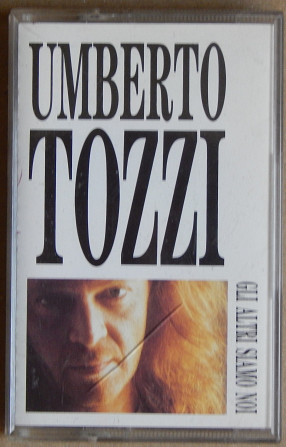 UMBERTO
TOZZI
GLI ALTRI SIAMO NOI